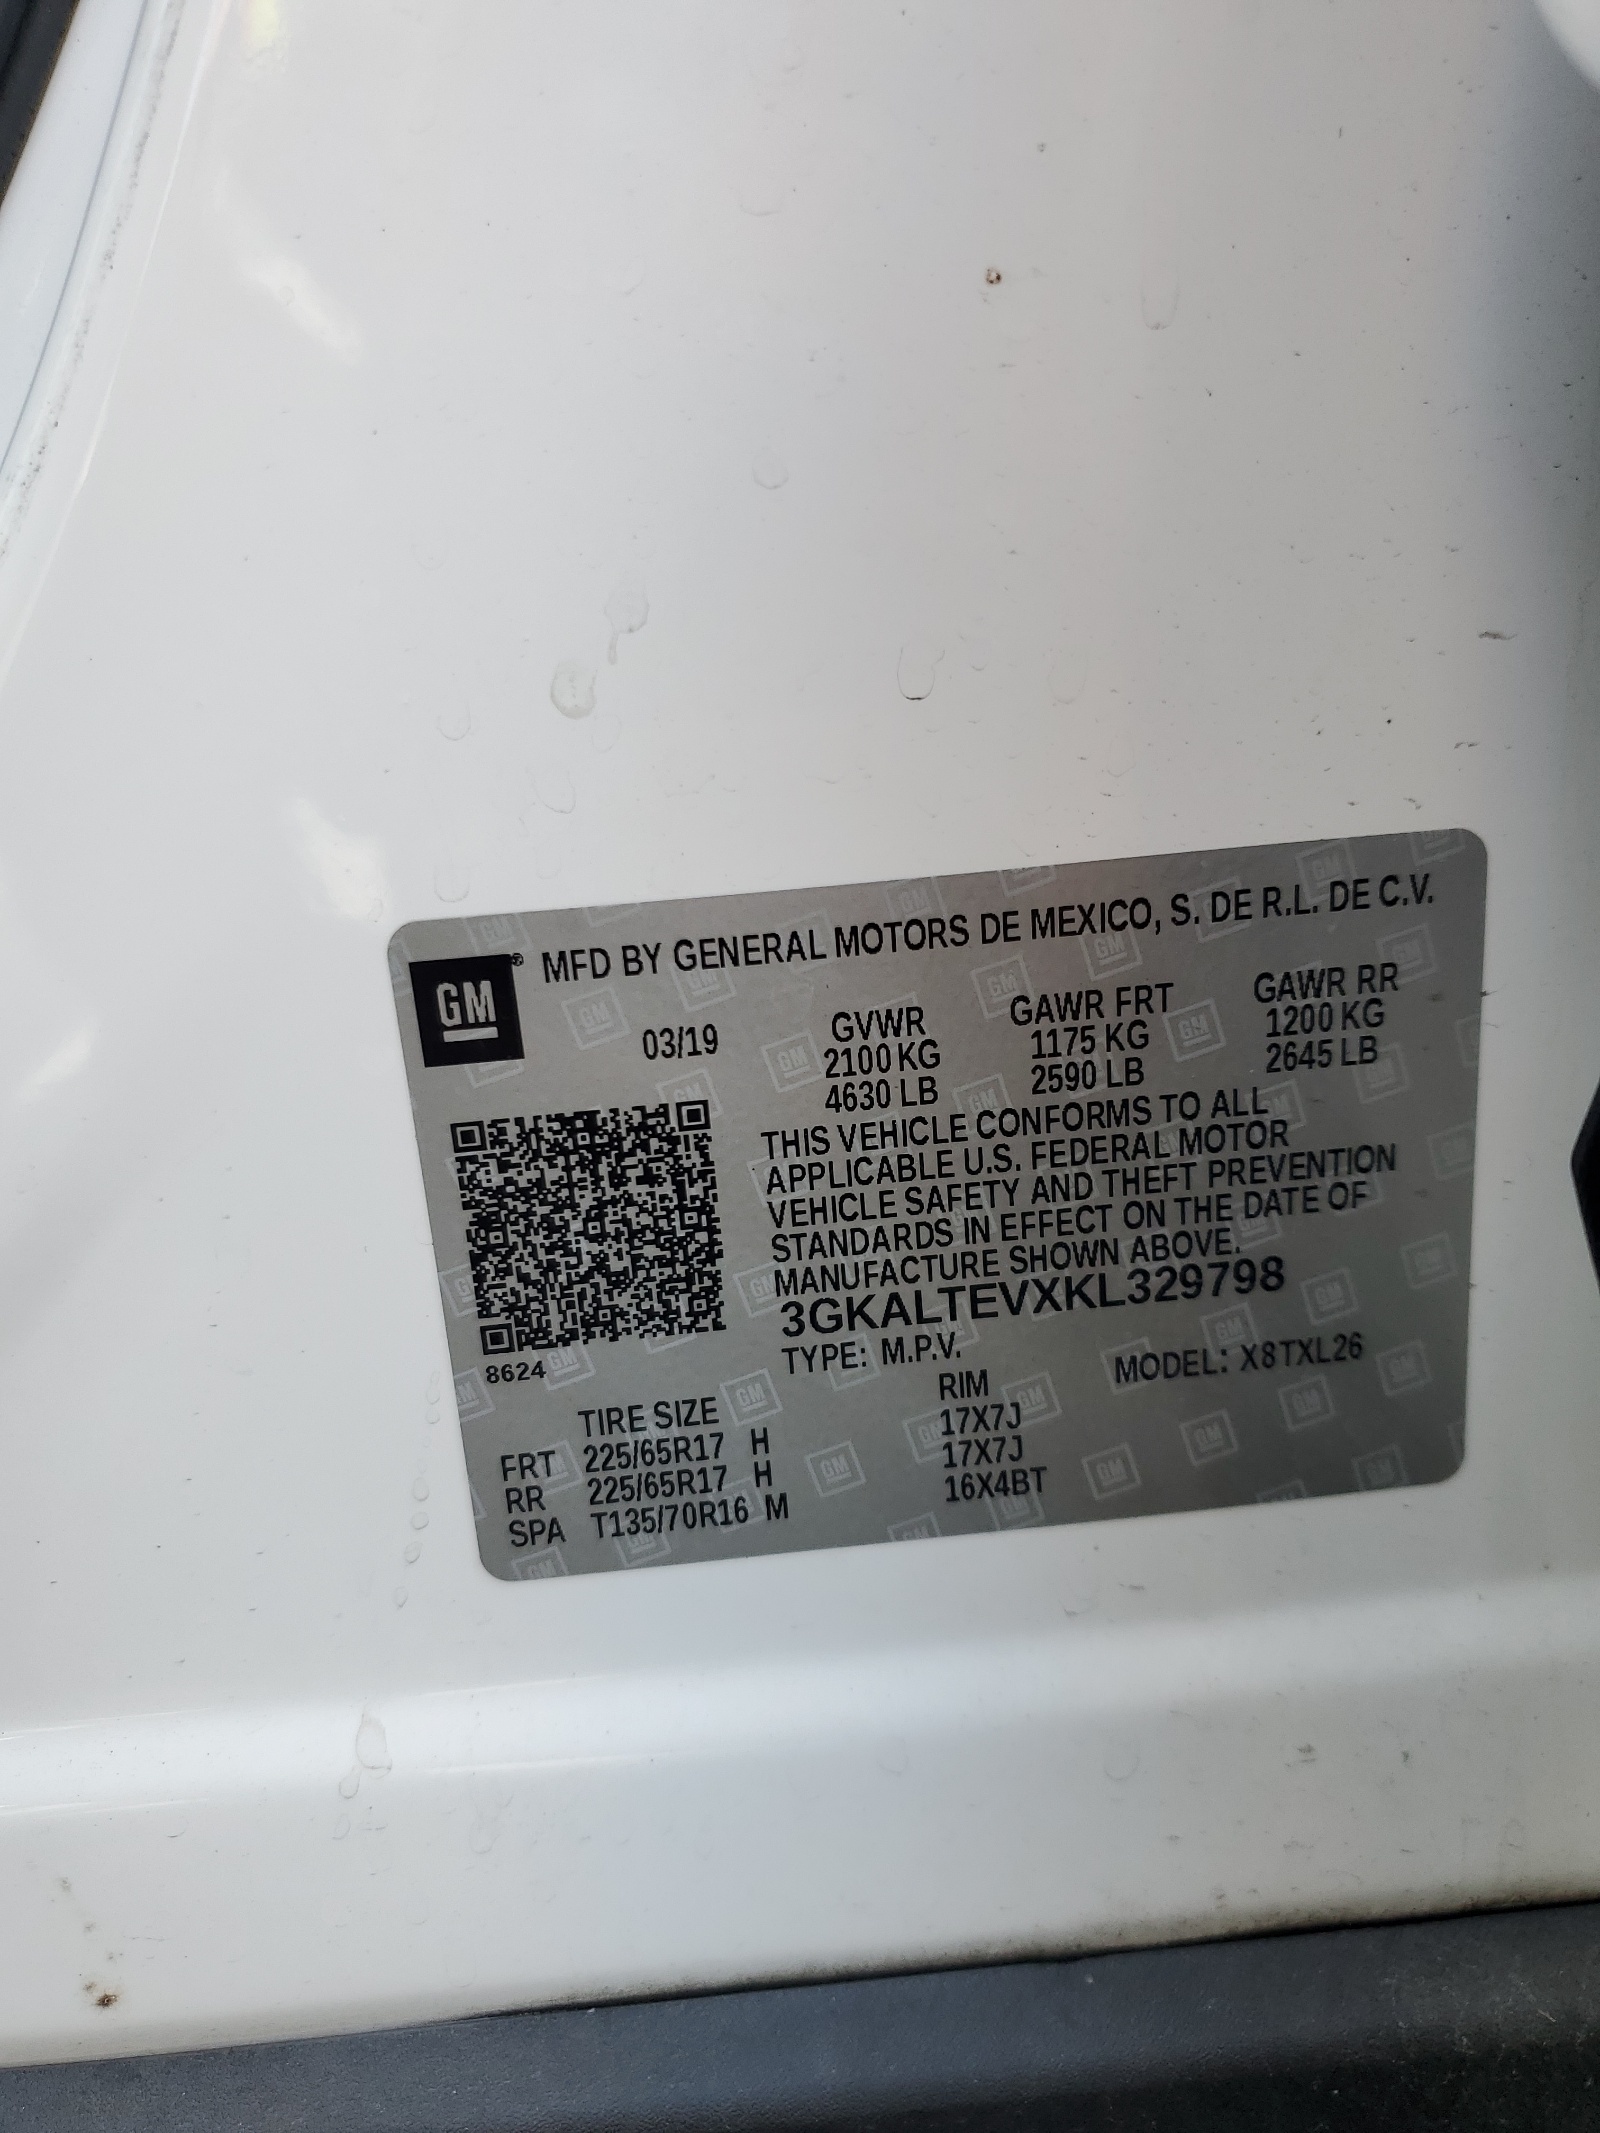 GM® MFD BY GENERAL MOTORS DE MEXICO, S. DE R.L. DE C.V.
03/19 GVWR GAWR FRT GAWR RR
2100 KG 1175 KG 1200 KG
4630 LB 2590 LB 2645 LB
THIS VEHICLE CONFORMS TO ALL
APPLICABLE U.S. FEDERAL MOTOR
VEHICLE SAFETY AND THEFT PREVENTION
STANDARDS IN EFFECT ON THE DATE OF
MANUFACTURE SHOWN ABOVE.
3GKALTEVXKL329798
8624 TYPE: M.P.V. MODEL: X8TXL26
TIRE SIZE RIM
FRT 225/65R17 H 17X7J
RR 225/65R17 H 17X7J
SPA T135/70R16 M 16X4BT